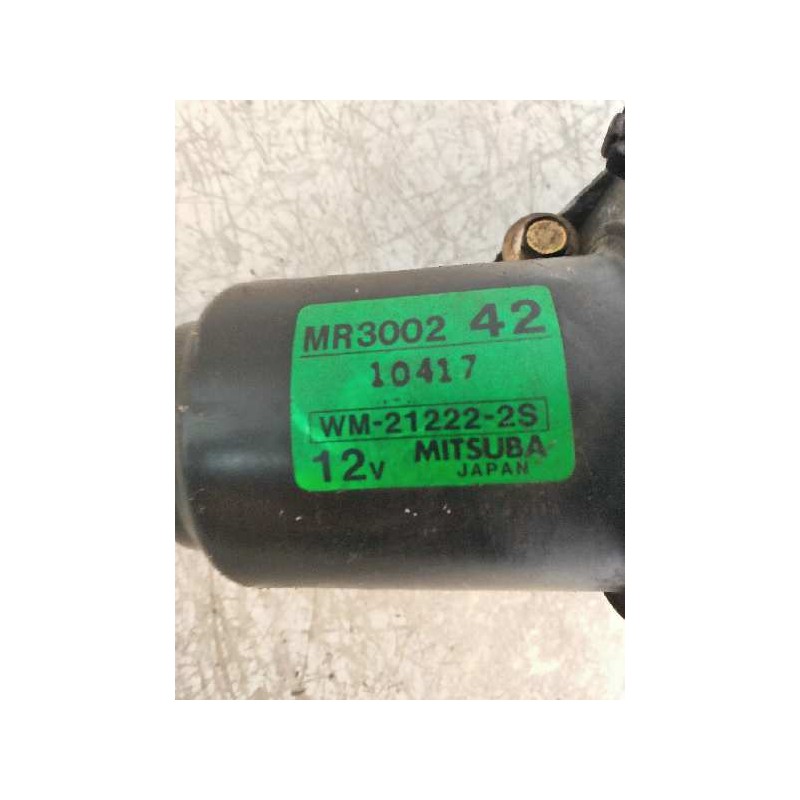 MR3002 42
10417
WM-21222-2S
12V MITSUBA
JAPAN